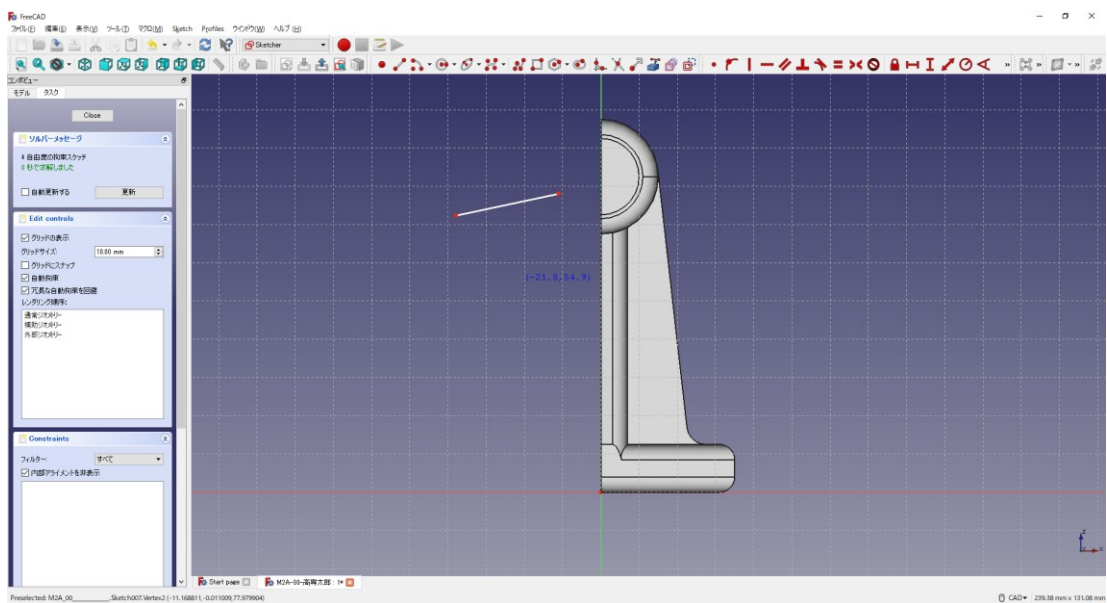 FreeCAD
ファイル(F) 編集(E) 表示(V) ツール(T) マクロ(M) Sketch Profiles ウィンドウ(W) ヘルプ(H)
Sketcher
コンボビュー
モデル タスク
Close
ソルバーメッセージ
4 自由度の拘束スケッチ
0 秒で求解しました
自動更新する 更新
Edit controls
グリッドの表示
グリッドサイズ: 10.00 mm
グリッドにスナップ
自動拘束
冗長な自動拘束を回避
レンダリング順序:
通常ジオメトリー
補助ジオメトリー
外部ジオメトリー
Constraints
フィルター すべて
内部アライメントを非表示
(-21.8,54.9)
z
x
Start page M2A-00-高専太郎 : 1*
Preselected: M2A_00______.Sketch007.Vertex2 (-11.168811,-0.011009,77.979904)
CAD 239.38 mm x 131.08 mm